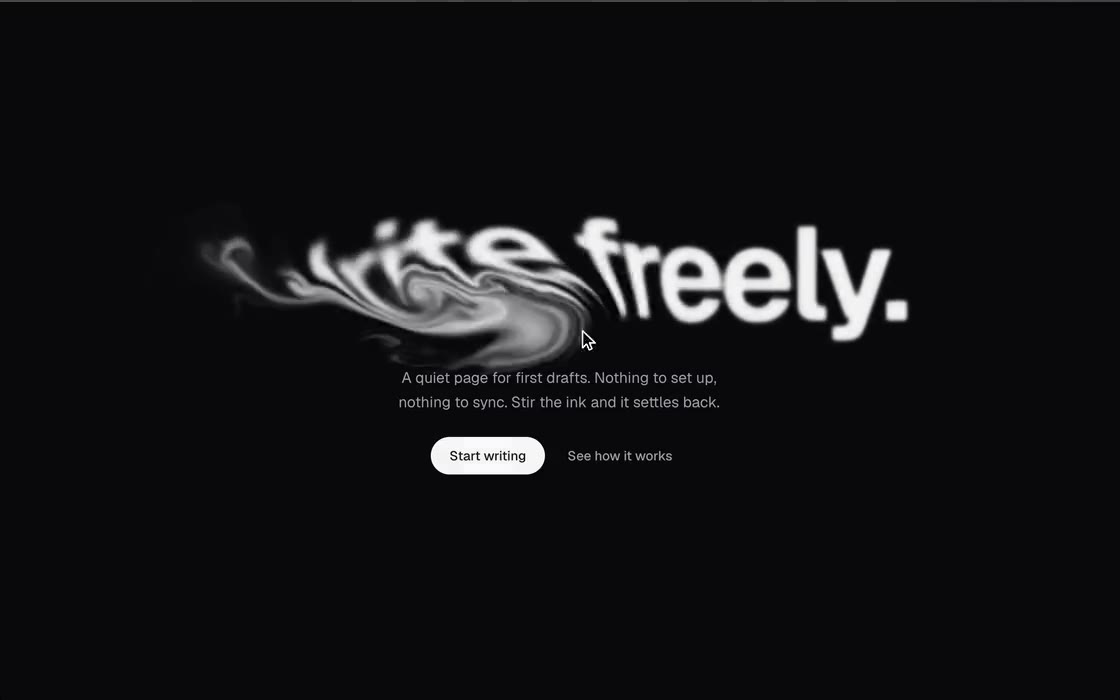 write freely.
A quiet page for first drafts. Nothing to set up,
nothing to sync. Stir the ink and it settles back.
Start writing
See how it works